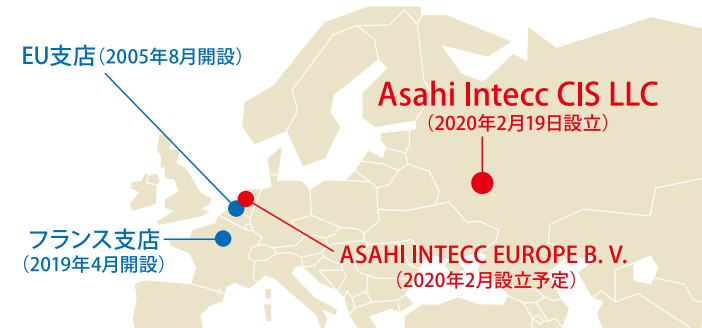 EU支店(2005年8月開設)
Asahi Intecc CIS LLC
(2020年2月19日設立)
フランス支店
(2019年4月開設)
ASAHI INTECC EUROPE B. V.
(2020年2月設立予定)